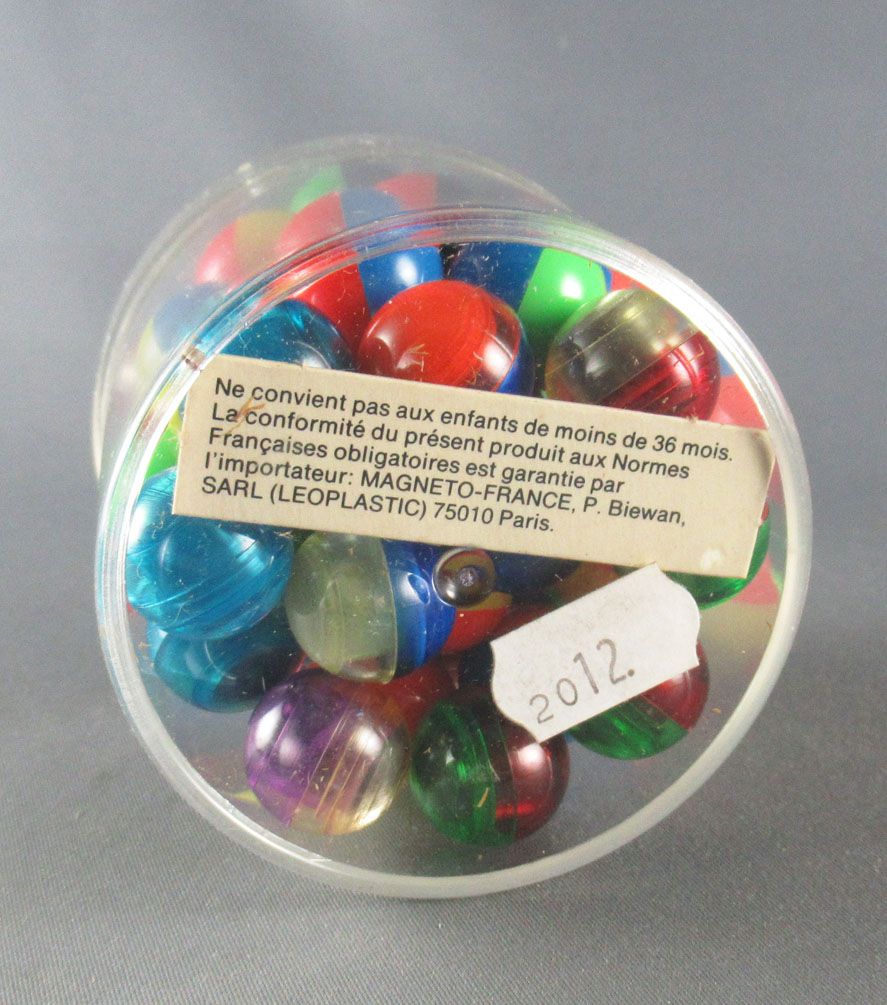 Ne convient pas aux enfants de moins de 36 mois.
La conformité du présent produit aux Normes
Françaises obligatoires est garantie par
l'importateur: MAGNETO-FRANCE, P. Biewan,
SARL (LEOPLASTIC) 75010 Paris.
2012.